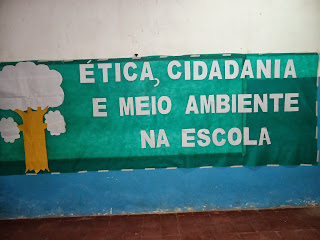 ÉTICA, CIDADANIA
E MEIO AMBIENTE
NA ESCOLA